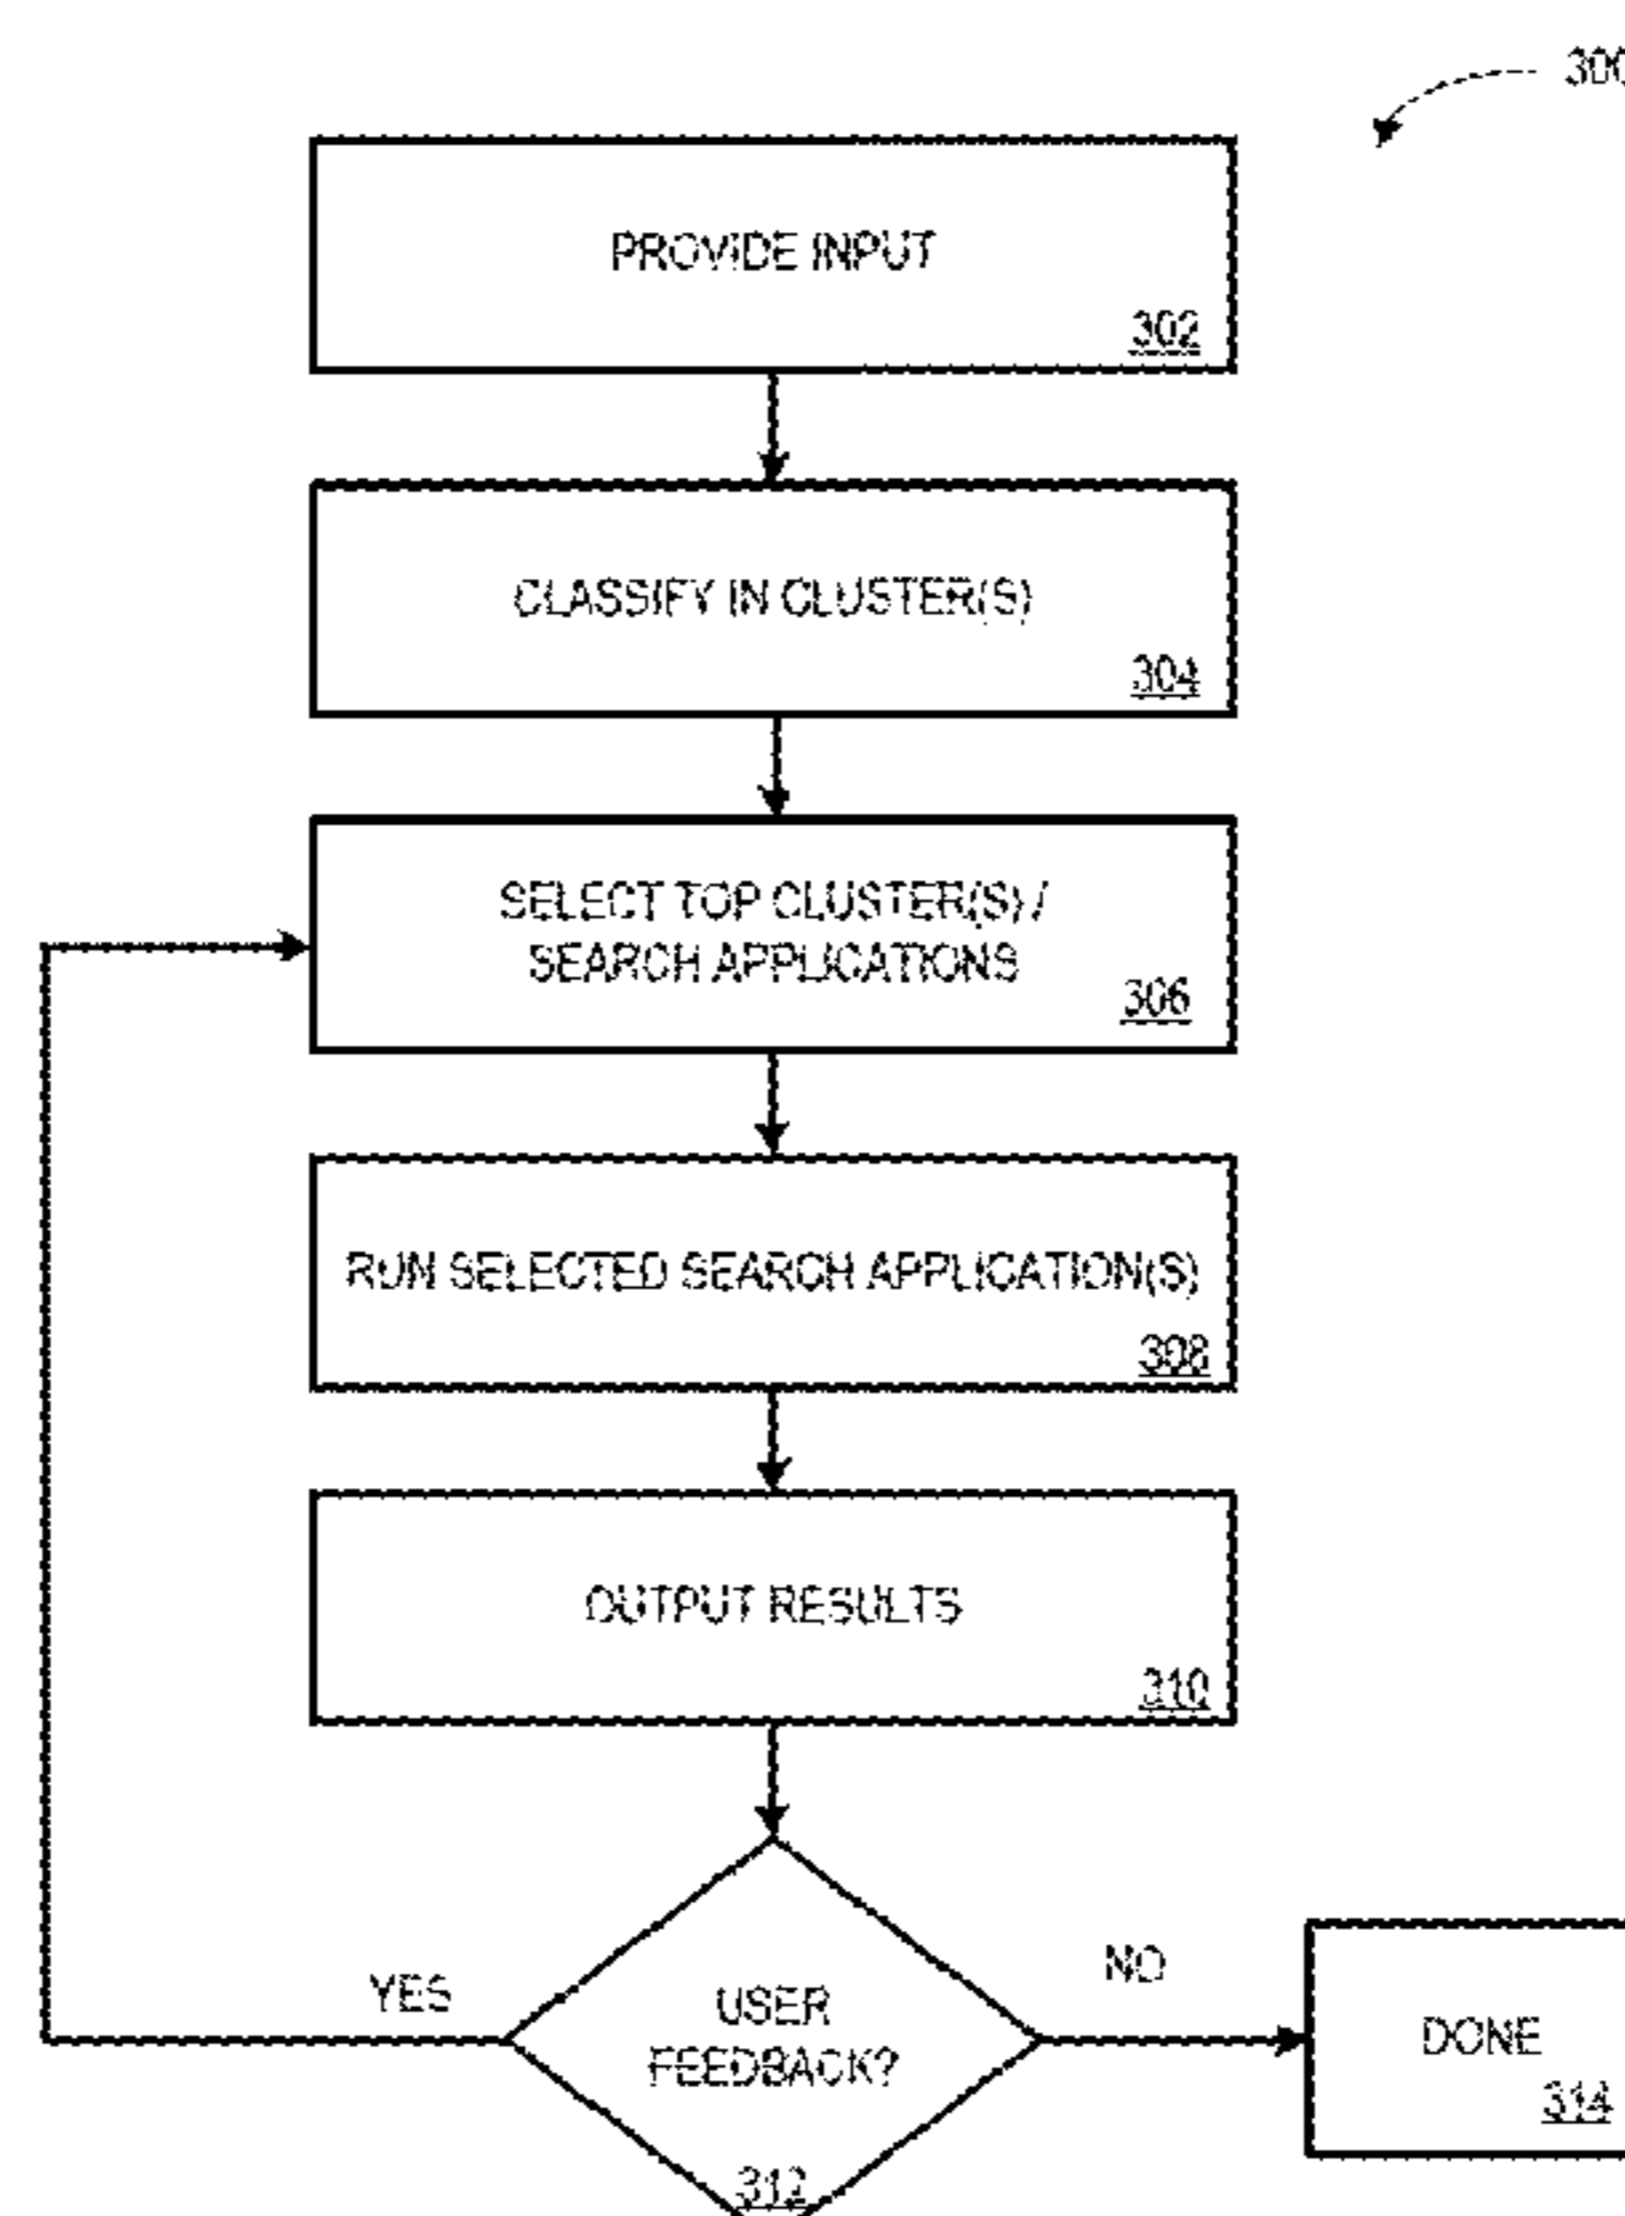 300
PROVIDE INPUT
302
CLASSIFY IN CLUSTER(S)
304
SELECT TOP CLUSTER(S) /
SEARCH APPLICATIONS
306
RUN SELECTED SEARCH APPLICATION(S)
308
OUTPUT RESULTS
310
YES
USER
FEEDBACK?
312
NO
DONE
314